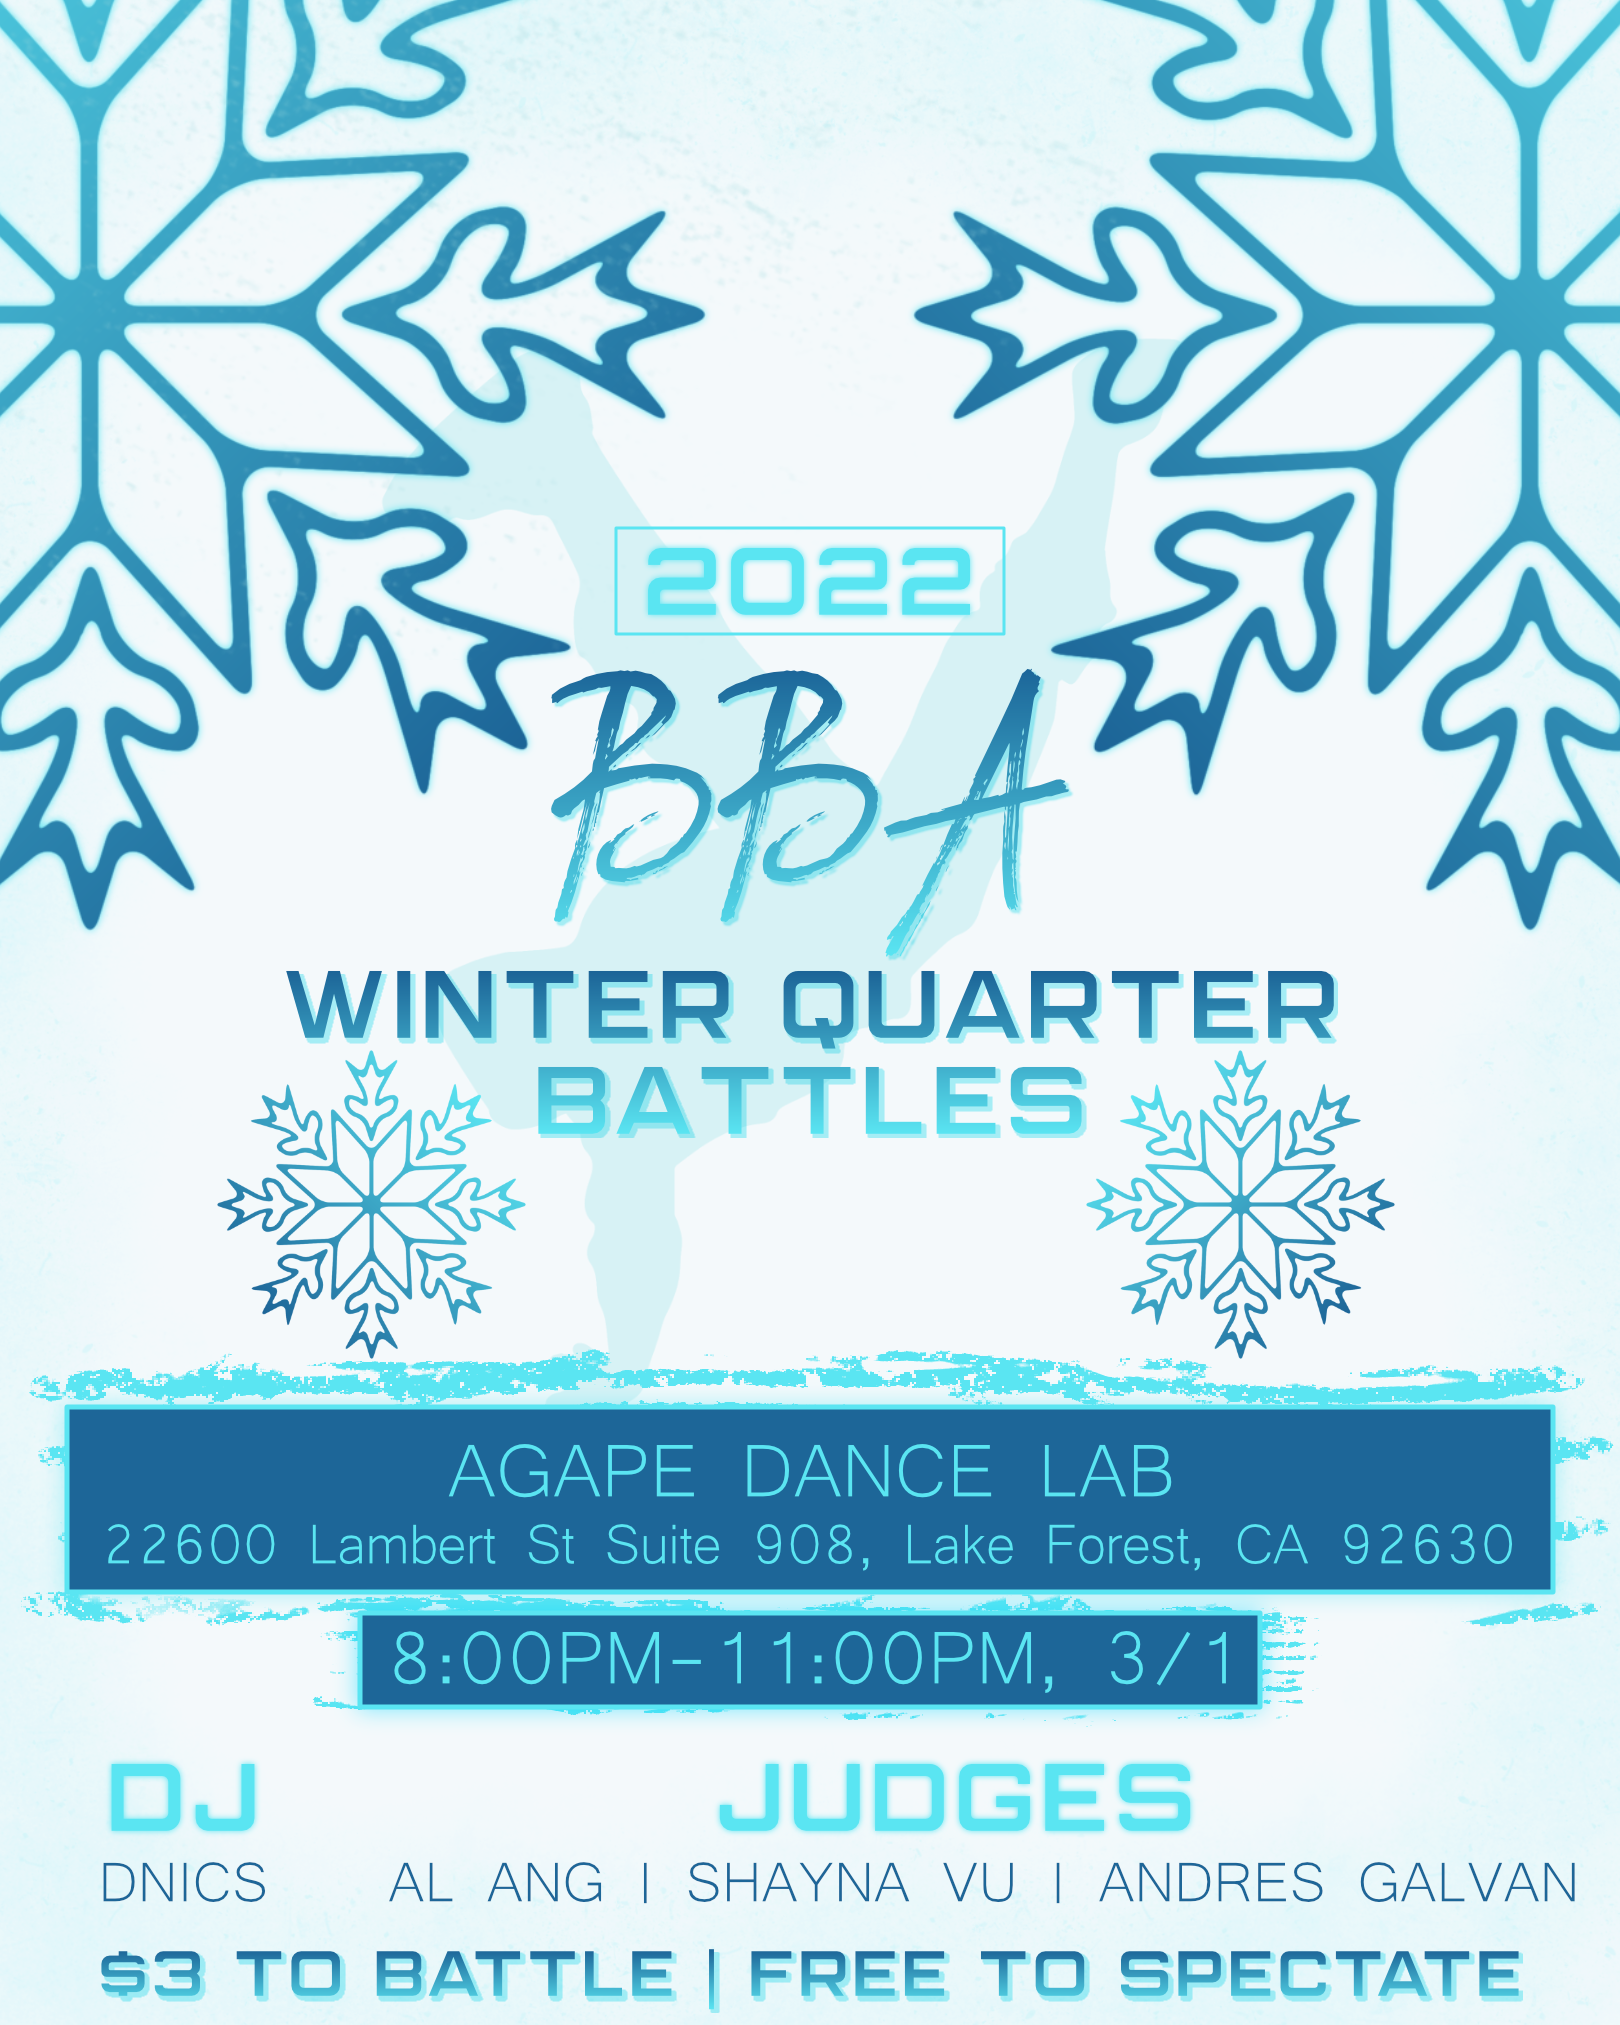 2022
BBA
WINTER QUARTER
BATTLES
AGAPE DANCE LAB
22600 Lambert St Suite 908, Lake Forest, CA 92630
8:00PM-11:00PM, 3/1
DJ
JUDGES
DNICS
AL ANG | SHAYNA VU | ANDRES GALVAN
$3 TO BATTLE | FREE TO SPECTATE